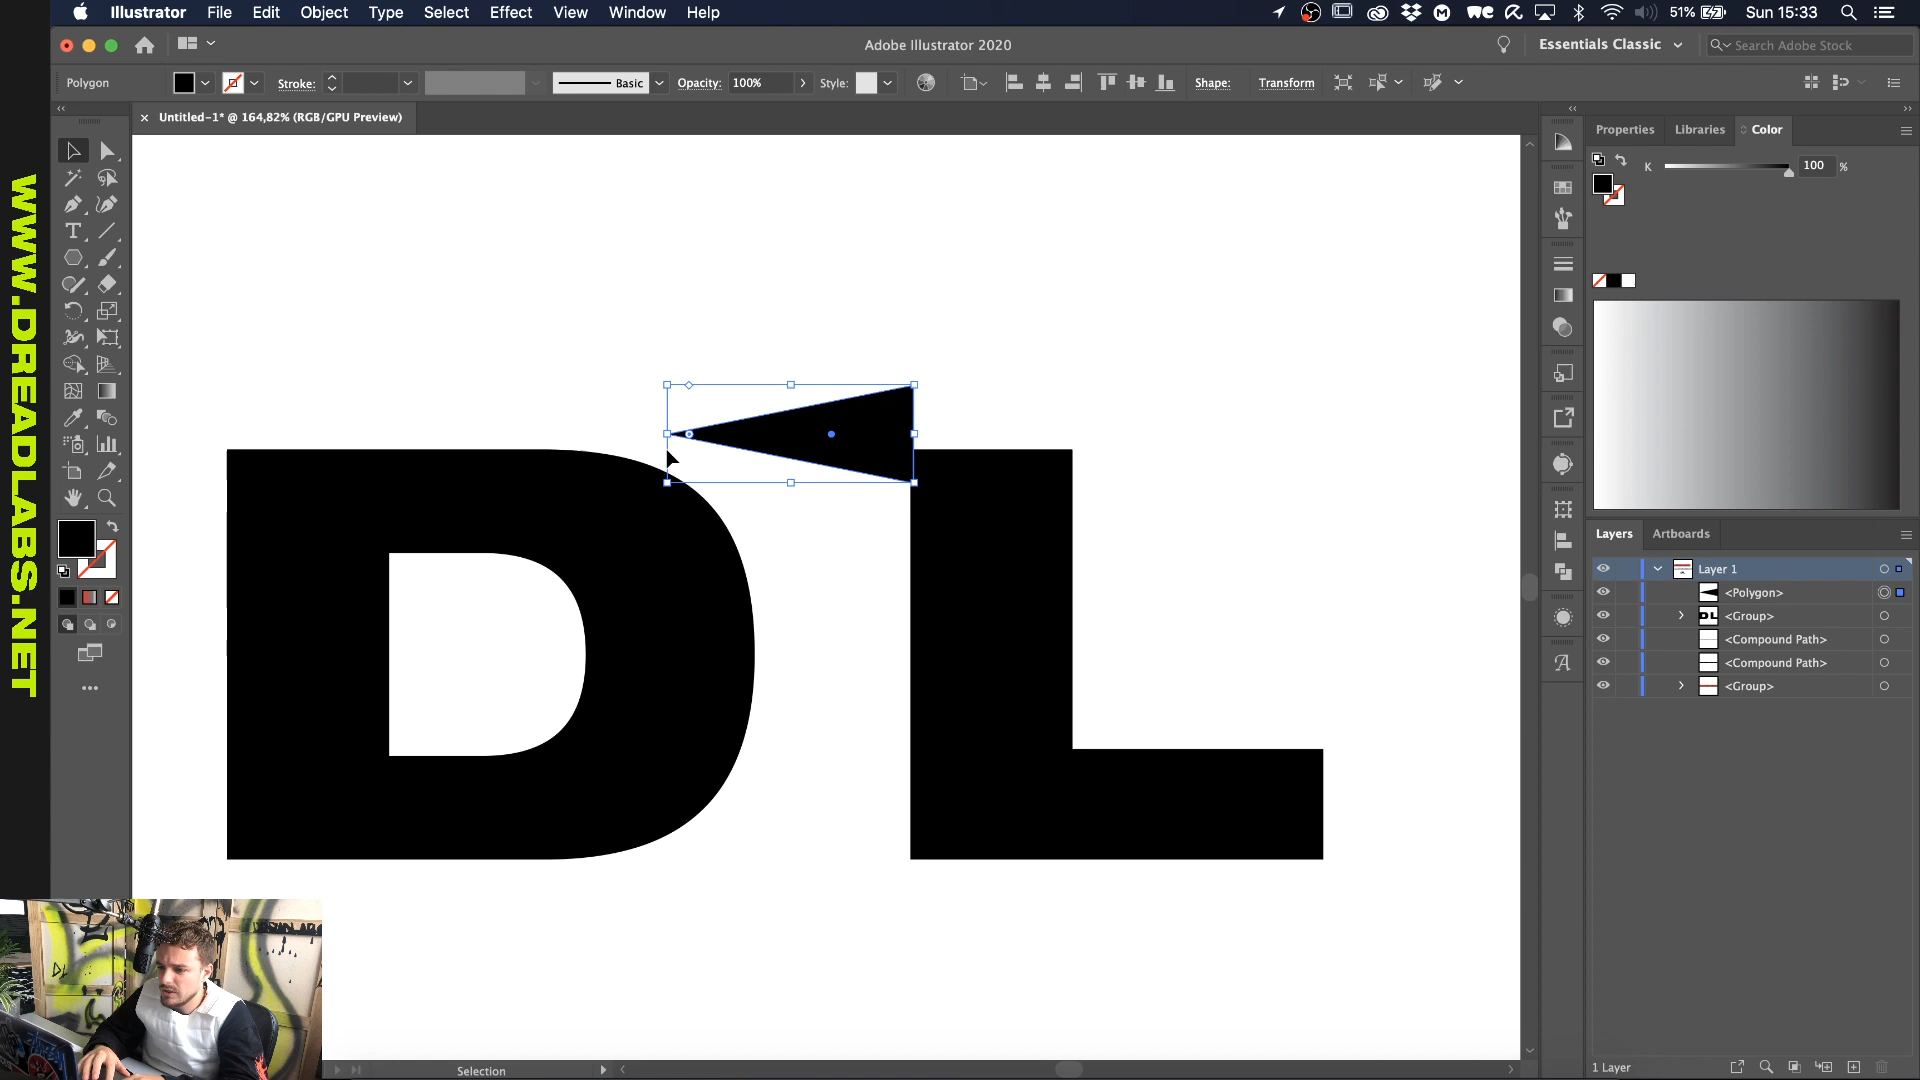 Illustrator File Edit Object Type Select Effect View Window Help
51% Sun 15:33
Adobe Illustrator 2020
Essentials Classic
Search Adobe Stock
Polygon
Stroke:
Basic
Opacity: 100%
Style:
Shape:
Transform
× Untitled-1* @ 164,82% (RGB/GPU Preview)
Properties Libraries Color
K 100 %
WWW.DREADLABS.NET
DL
Layers Artboards
Layer 1
<Polygon>
DL <Group>
<Compound Path>
<Compound Path>
<Group>
Selection
1 Layer